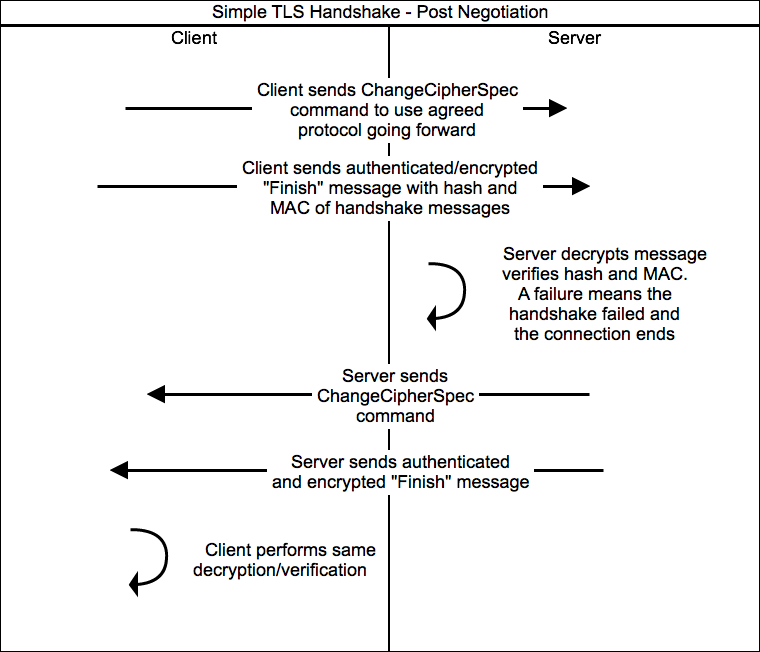 Simple TLS Handshake - Post Negotiation
Client
Server
Client sends ChangeCipherSpec
command to use agreed
protocol going forward
Client sends authenticated/encrypted
"Finish" message with hash and
MAC of handshake messages
Server decrypts message
verifies hash and MAC.
A failure means the
handshake failed and
the connection ends
Server sends
ChangeCipherSpec
command
Server sends authenticated
and encrypted "Finish" message
Client performs same
decryption/verification